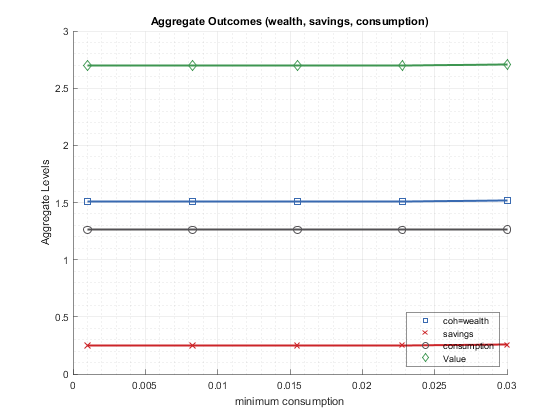 Aggregate Outcomes (wealth, savings, consumption)
3
2.5
2
1.5
1
0.5
0
Aggregate Levels
coh=wealth
savings
consumption
Value
0 0.005 0.01 0.015 0.02 0.025 0.03
minimum consumption